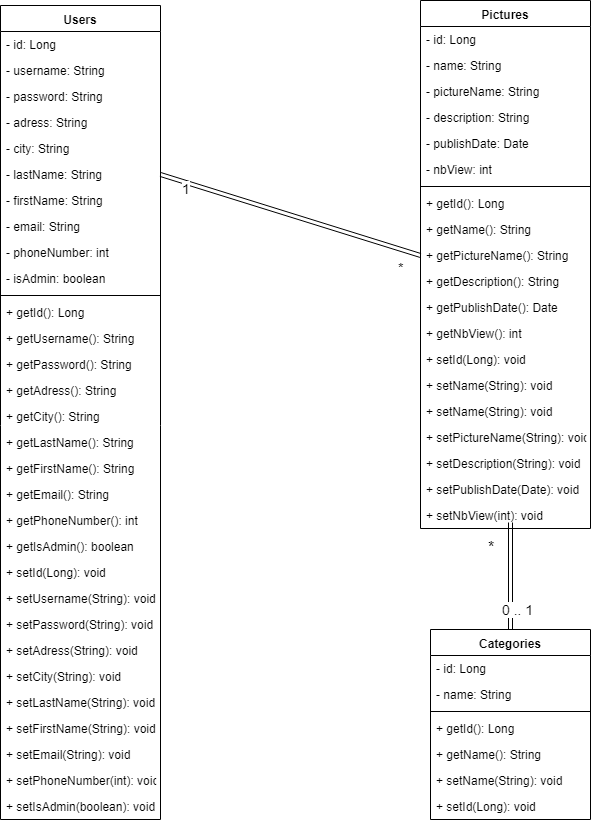 Users
- id: Long
- username: String
- password: String
- adress: String
- city: String
- lastName: String
- firstName: String
- email: String
- phoneNumber: int
- isAdmin: boolean
+ getId(): Long
+ getUsername(): String
+ getPassword(): String
+ getAdress(): String
+ getCity(): String
+ getLastName(): String
+ getFirstName(): String
+ getEmail(): String
+ getPhoneNumber(): int
+ getIsAdmin(): boolean
+ setId(Long): void
+ setUsername(String): void
+ setPassword(String): void
+ setAdress(String): void
+ setCity(String): void
+ setLastName(String): void
+ setFirstName(String): void
+ setEmail(String): void
+ setPhoneNumber(int): void
+ setIsAdmin(boolean): void
1
*
Pictures
- id: Long
- name: String
- pictureName: String
- description: String
- publishDate: Date
- nbView: int
+ getId(): Long
+ getName(): String
+ getPictureName(): String
+ getDescription(): String
+ getPublishDate(): Date
+ getNbView(): int
+ setId(Long): void
+ setName(String): void
+ setName(String): void
+ setPictureName(String): void
+ setDescription(String): void
+ setPublishDate(Date): void
+ setNbView(int): void
*
0 .. 1
Categories
- id: Long
- name: String
+ getId(): Long
+ getName(): String
+ setName(String): void
+ setId(Long): void